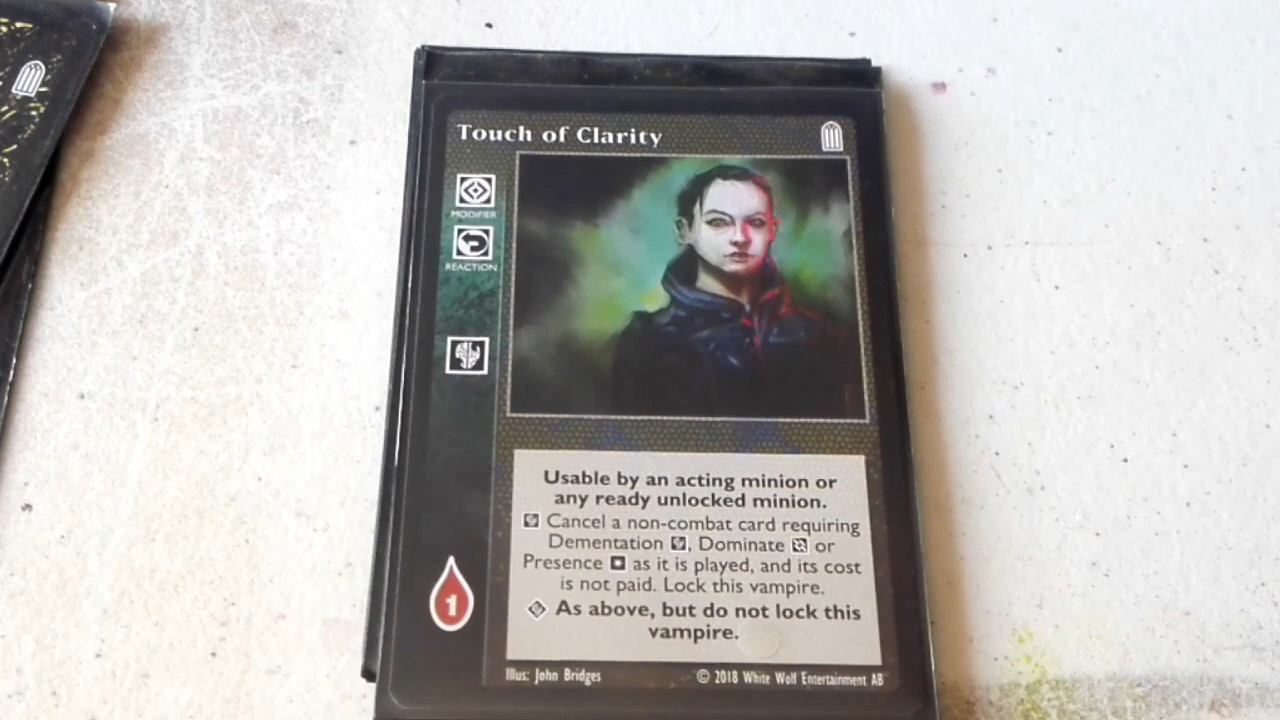 Touch of Clarity
MODIFIER
REACTION
Usable by an acting minion or
any ready unlocked minion.
Cancel a non-combat card requiring
Dementation , Dominate or
Presence as it is played, and its cost
is not paid. Lock this vampire.
As above, but do not lock this
vampire.
1
Illus: John Bridges © 2018 White Wolf Entertainment AB